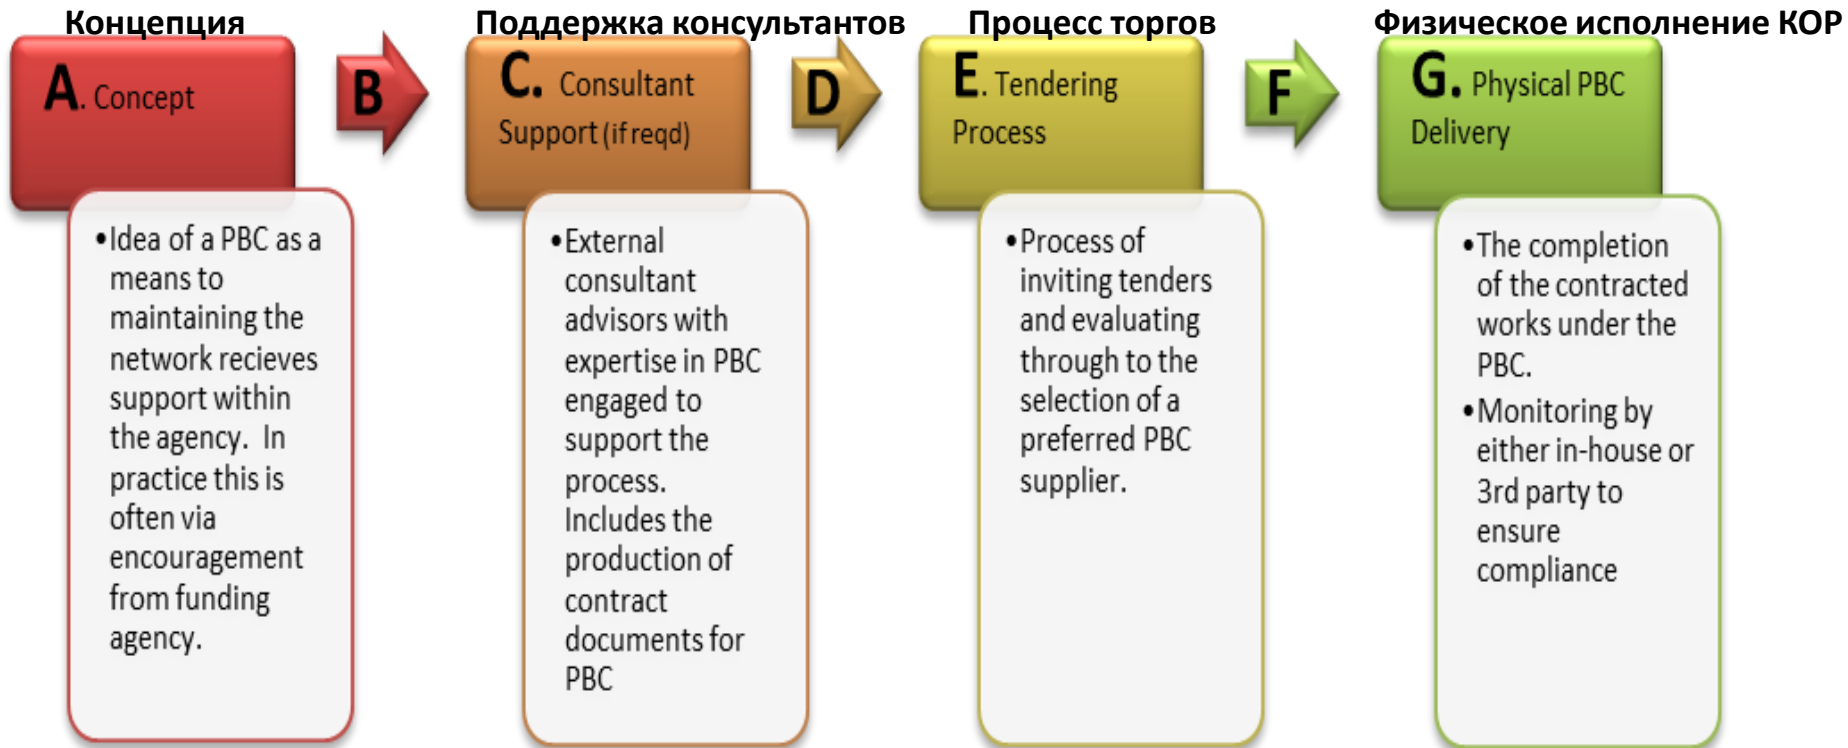 Концепция
Поддержка консультантов
Процесс торгов
Физическое исполнение КОР
A. Concept
B
C. Consultant
Support (if reqd)
D
E. Tendering
Process
F
G. Physical PBC
Delivery
•Idea of a PBC as a
means to
maintaining the
network recieves
support within
the agency. In
practice this is
often via
encouragement
from funding
agency.
•External
consultant
advisors with
expertise in PBC
engaged to
support the
process.
Includes the
production of
contract
documents for
PBC
•Process of
inviting tenders
and evaluating
through to the
selection of a
preferred PBC
supplier.
•The completion
of the contracted
works under the
PBC.
•Monitoring by
either in-house or
3rd party to
ensure
compliance